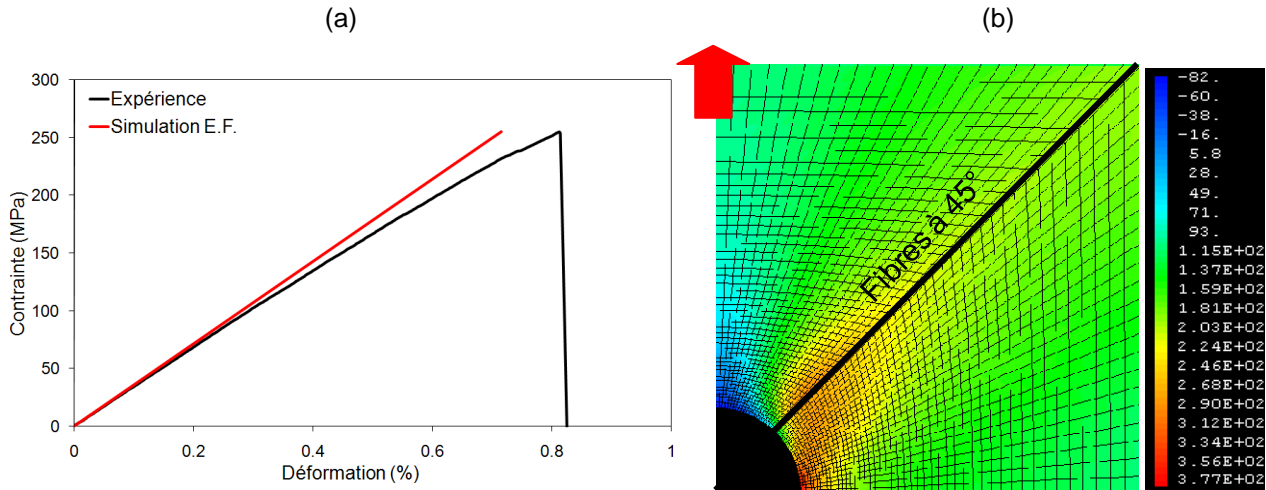 (a)
(b)
Contrainte (MPa)
300
250
200
150
100
50
0
Expérience
Simulation E.F.
0
0.2
0.4
0.6
0.8
1
Déformation (%)
Fibres à 45°
-82.
-60.
-38.
-16.
5.8
28.
49.
71.
93.
1.15E+02
1.37E+02
1.59E+02
1.81E+02
2.03E+02
2.24E+02
2.46E+02
2.68E+02
2.90E+02
3.12E+02
3.34E+02
3.56E+02
3.77E+02